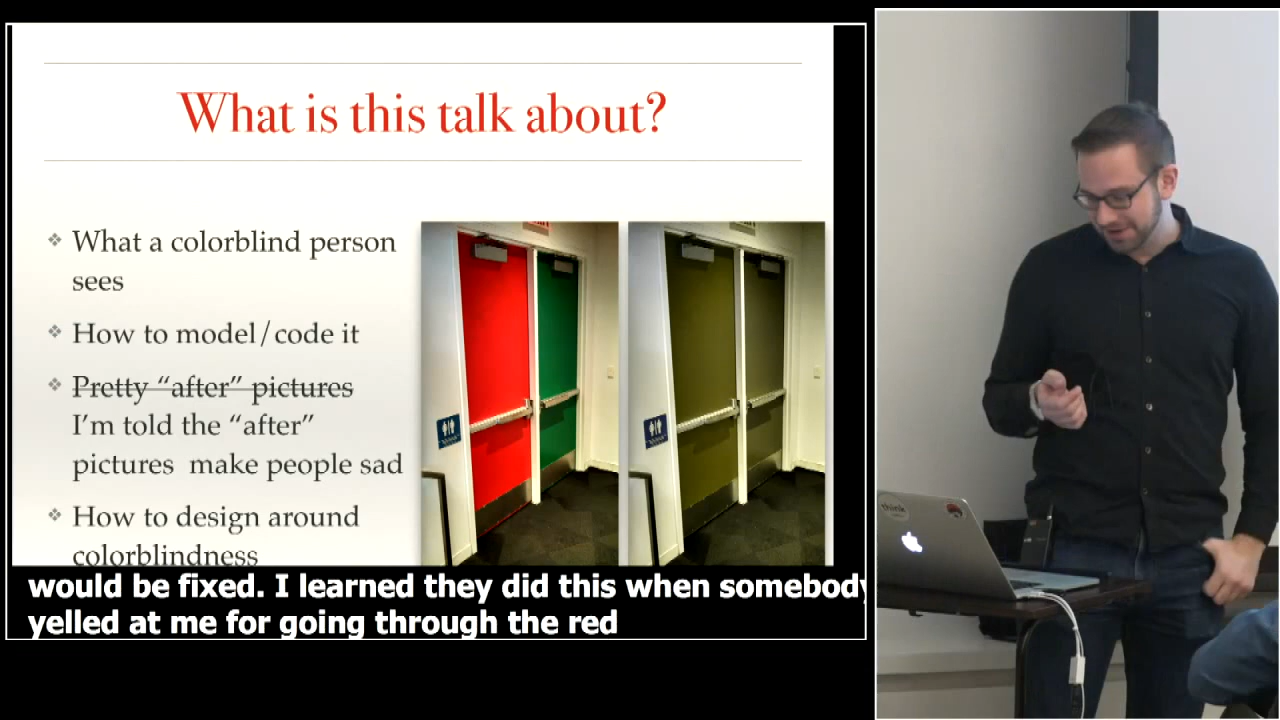 What is this talk about?
What a colorblind person
sees
How to model/code it
Pretty “after” pictures
I’m told the “after”
pictures make people sad
How to design around
colorblindness
would be fixed. I learned they did this when somebody
yelled at me for going through the red
think